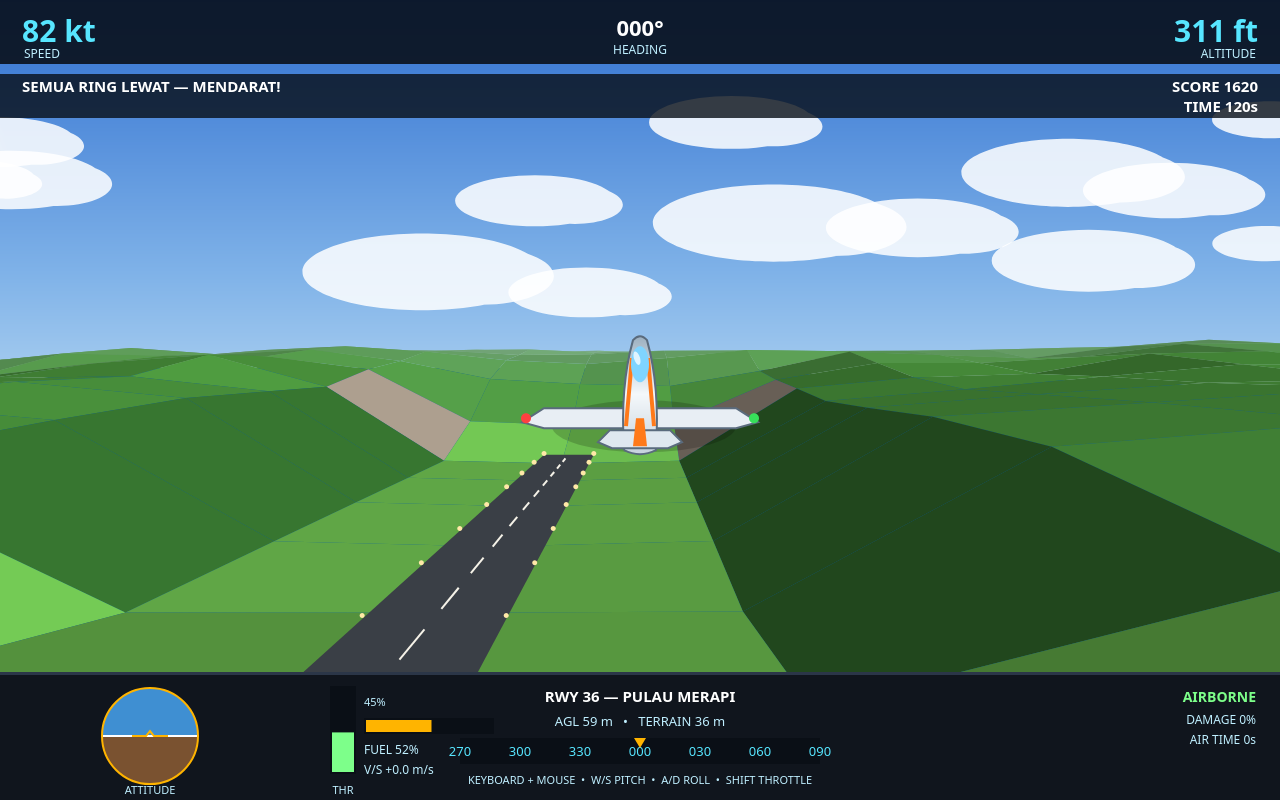 82 kt
SPEED
000°
HEADING
311 ft
ALTITUDE
SEMUA RING LEWAT — MENDARAT!
SCORE 1620
TIME 120s
ATTITUDE
THR
45%
FUEL 52%
V/S +0.0 m/s
RWY 36 — PULAU MERAPI
AGL 59 m • TERRAIN 36 m
270 300 330 000 030 060 090
KEYBOARD + MOUSE • W/S PITCH • A/D ROLL • SHIFT THROTTLE
AIRBORNE
DAMAGE 0%
AIR TIME 0s